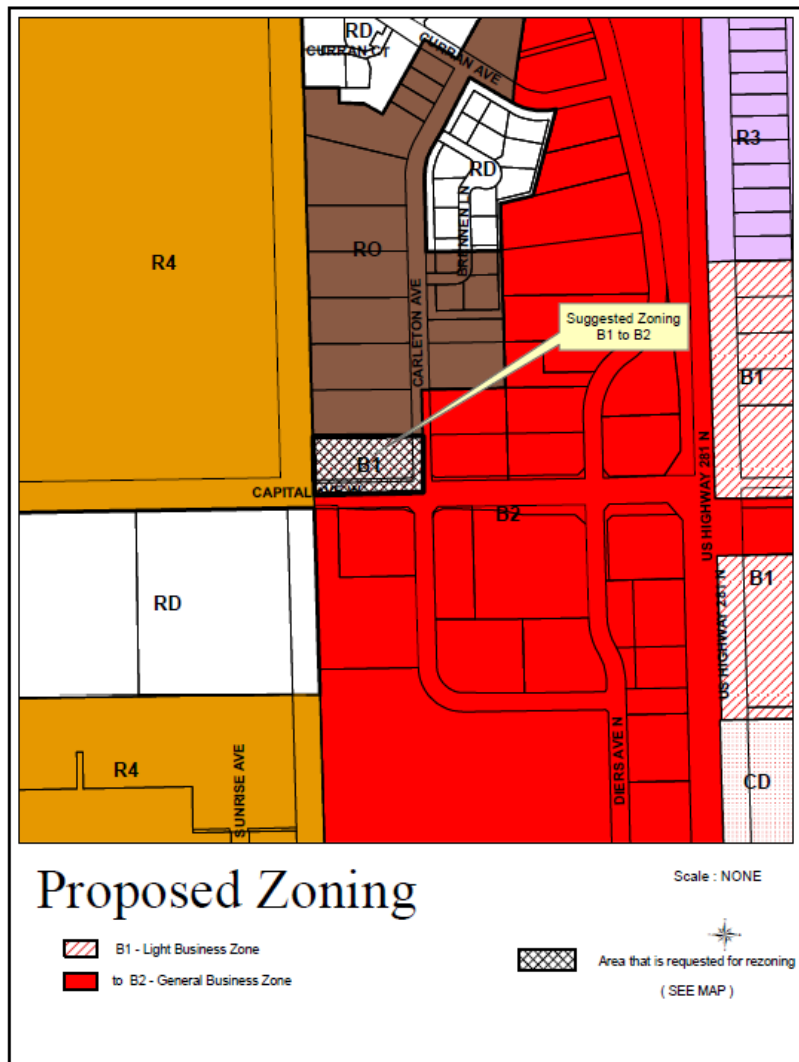 RD
CURRAN CT
CURRAN AVE
R3
RD
BRENNEN LN
RO
R4
CARLETON AVE
Suggested Zoning
B1 to B2
B1
US HIGHWAY 281 N
B1
CAPITAL
B2
B1
US HIGHWAY 281 N
RD
R4
SUNRISE AVE
DIERS AVE N
CD
Proposed Zoning
Scale : NONE
B1 - Light Business Zone
to B2 - General Business Zone
Area that is requested for rezoning
( SEE MAP )